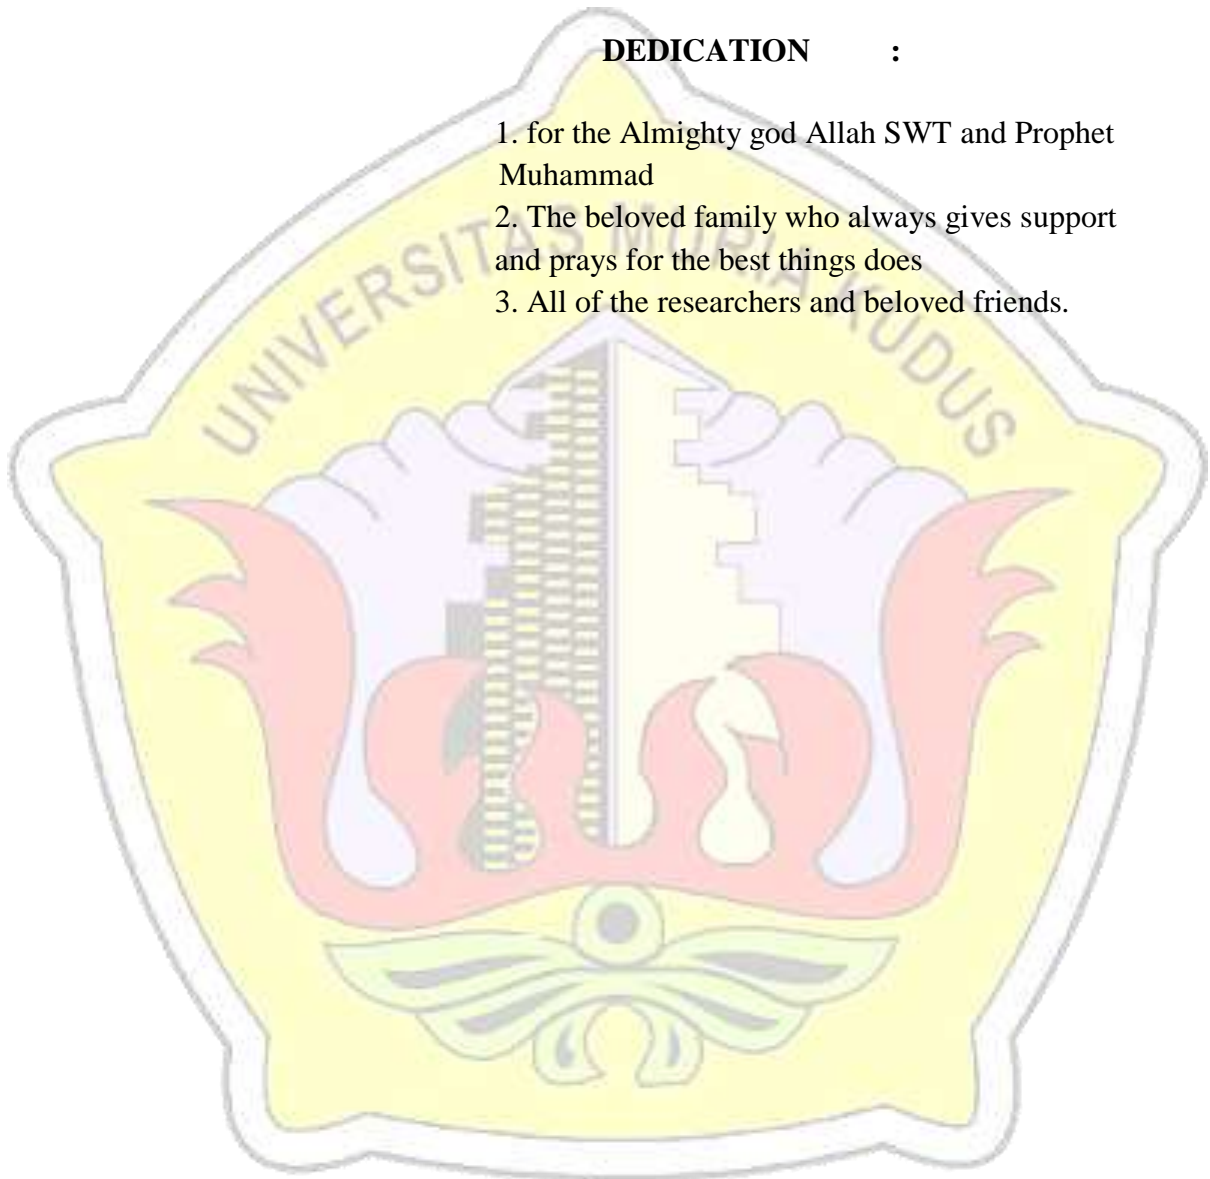 DEDICATION :
1. for the Almighty god Allah SWT and Prophet
Muhammad
2. The beloved family who always gives support
and prays for the best things does
3. All of the researchers and beloved friends.
UNIVERSITAS MURIA KUDUS